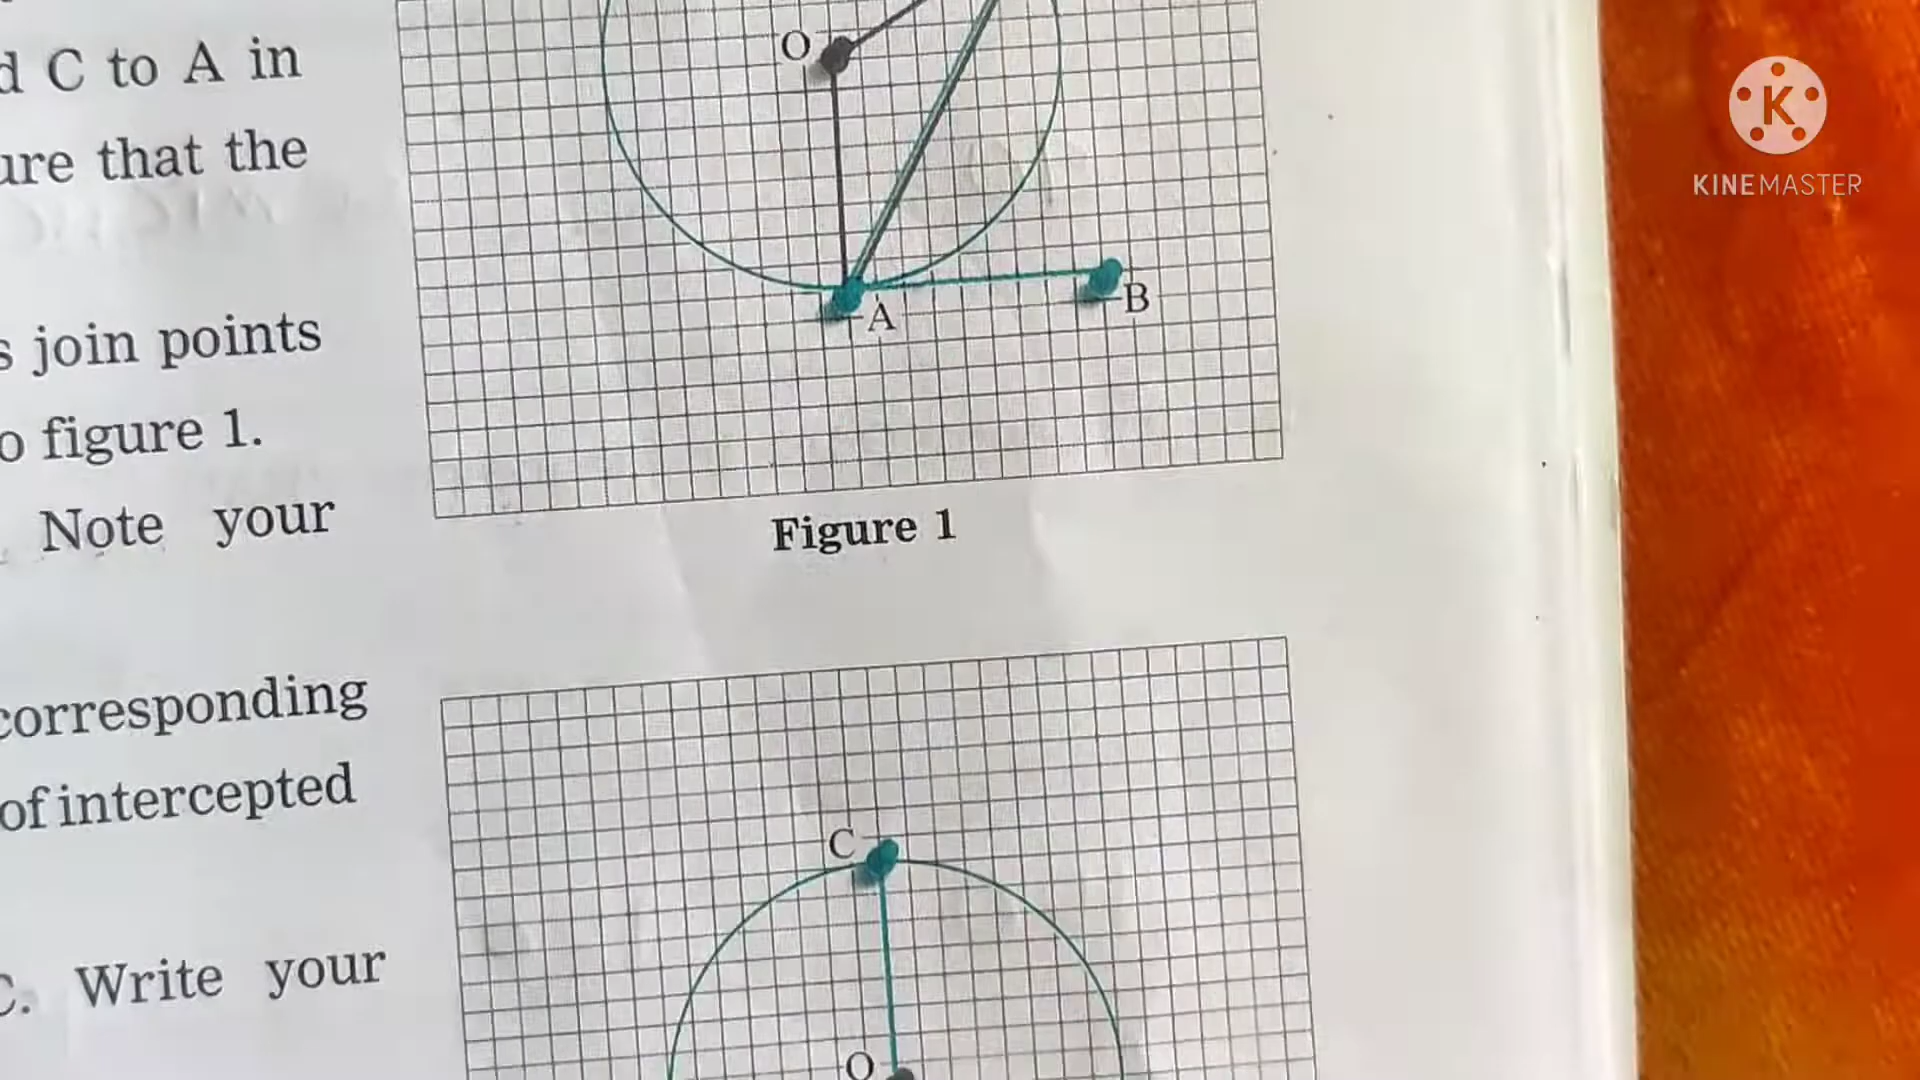 d C to A in
ure that the
s join points
o figure 1.
Note your
corresponding
of intercepted
C. Write your
O
A
B
Figure 1
C
O
K
KINEMASTER